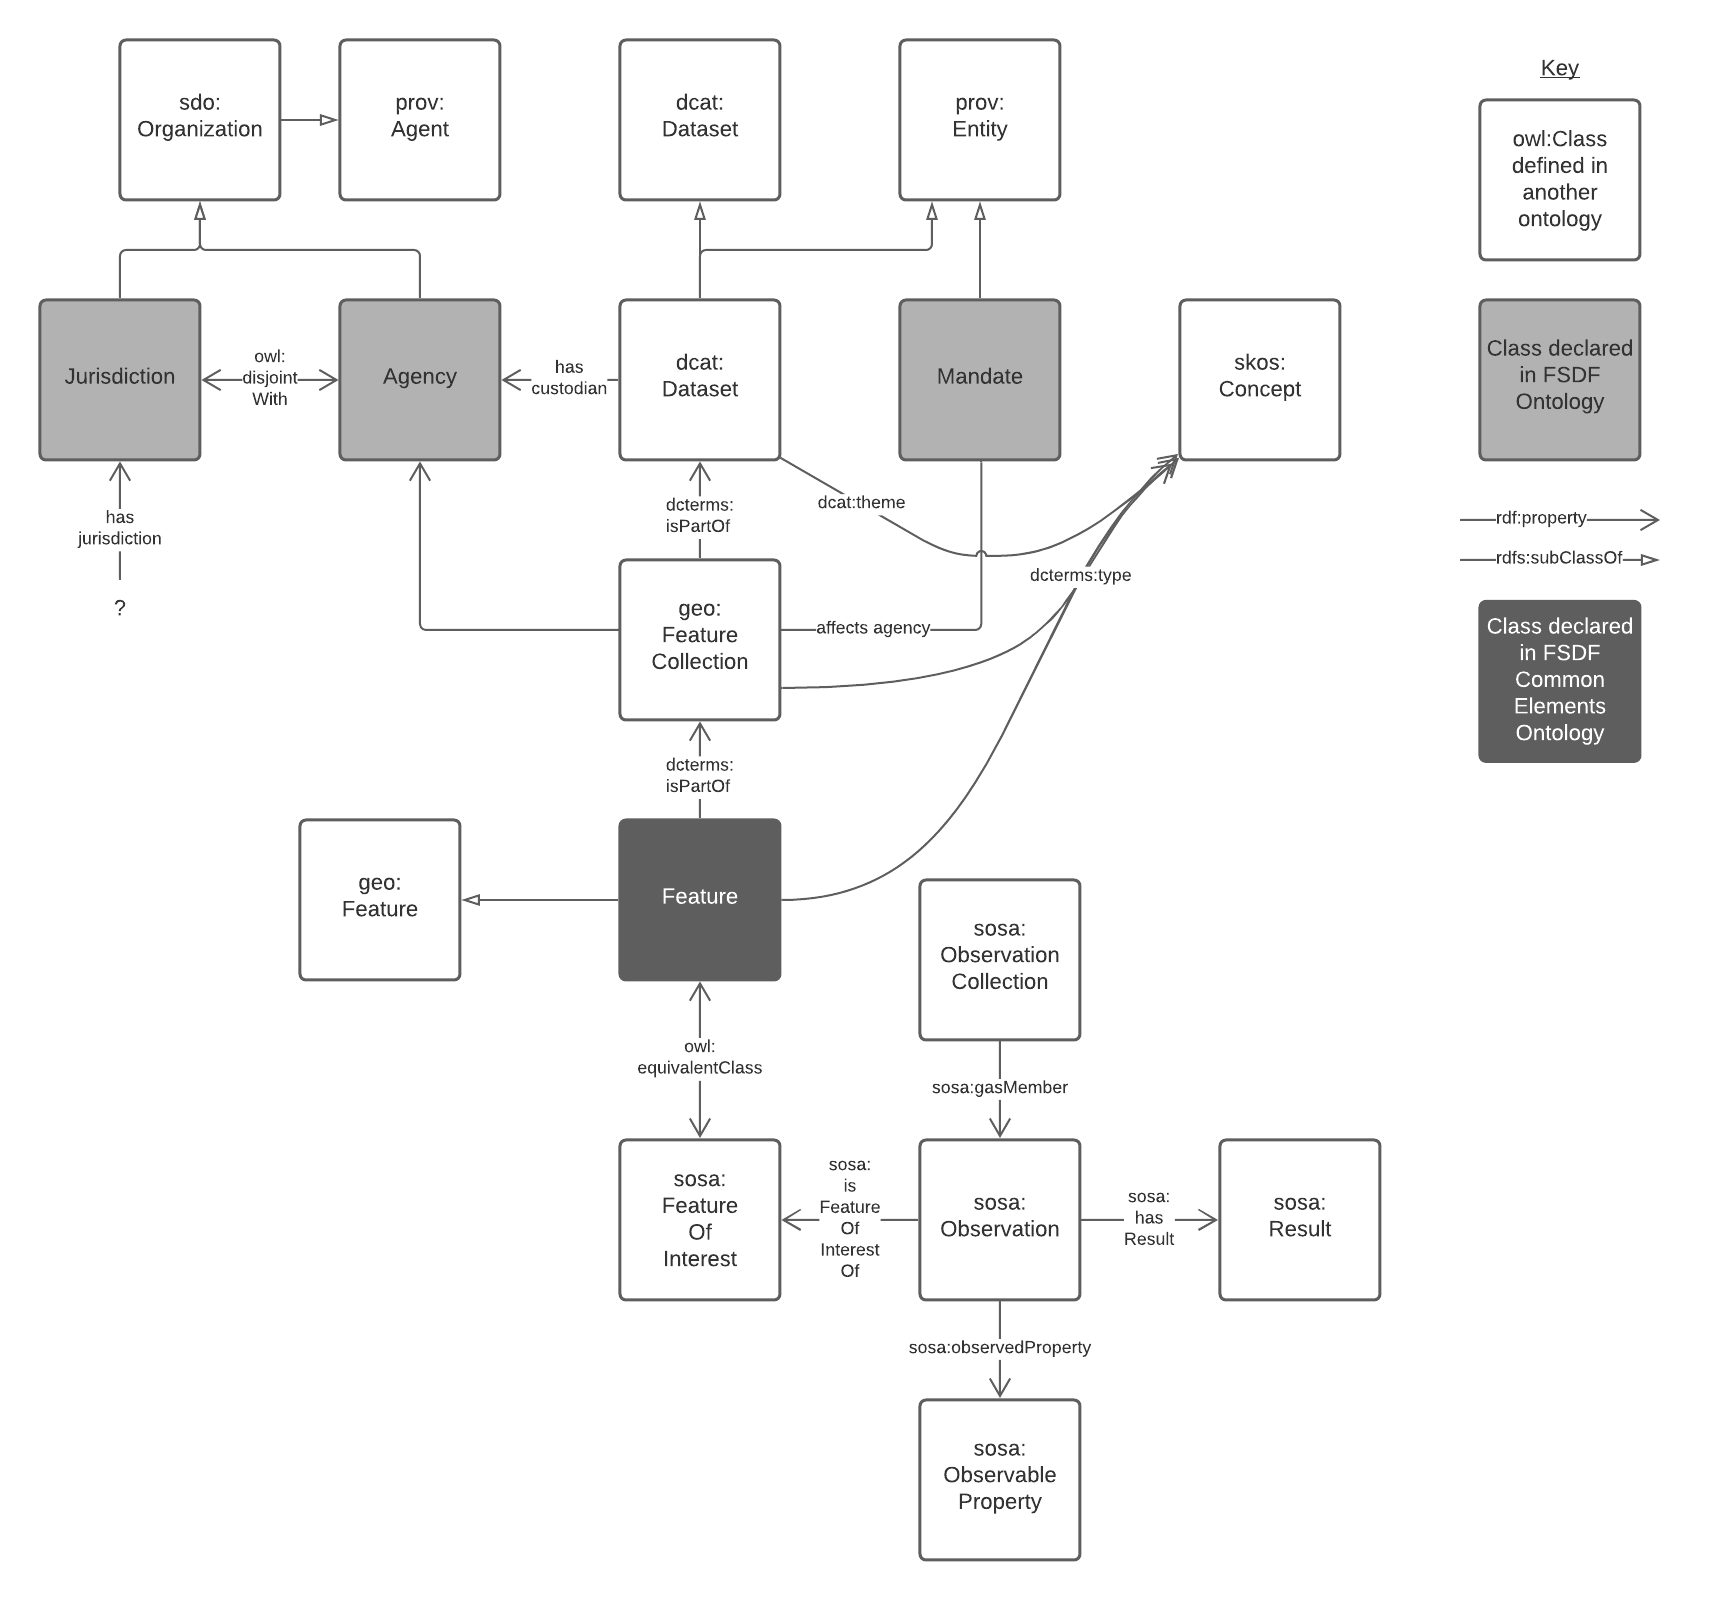 sdo:
Organization
prov:
Agent
dcat:
Dataset
prov:
Entity
Key
owl:Class
defined in
another
ontology
Jurisdiction
owl:
disjoint
With
Agency
has
custodian
dcat:
Dataset
Mandate
skos:
Concept
Class declared
in FSDF
Ontology
has
jurisdiction
?
dcterms:
isPartOf
dcat:theme
rdf:property
rdfs:subClassOf
dcterms:type
geo:
Feature
Collection
affects agency
Class declared
in FSDF
Common
Elements
Ontology
dcterms:
isPartOf
geo:
Feature
Feature
sosa:
Observation
Collection
owl:
equivalentClass
sosa:gasMember
sosa:
Feature
Of
Interest
sosa:
is
Feature
Of
Interest
Of
sosa:
Observation
sosa:
has
Result
sosa:
Result
sosa:observedProperty
sosa:
Observable
Property